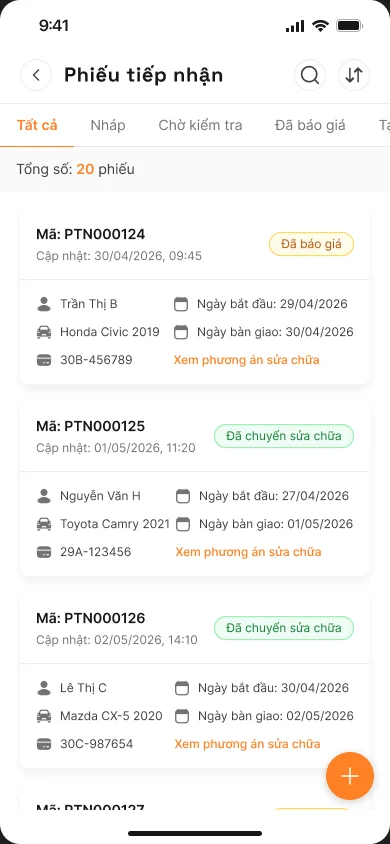 9:41
Phiếu tiếp nhận
Tất cả Nháp Chờ kiểm tra Đã báo giá
Tổng số: 20 phiếu
Mã: PTN000124
Đã báo giá
Cập nhật: 30/04/2026, 09:45
Trần Thị B Ngày bắt đầu: 29/04/2026
Honda Civic 2019 Ngày bàn giao: 30/04/2026
30B-456789 Xem phương án sửa chữa
Mã: PTN000125
Đã chuyển sửa chữa
Cập nhật: 01/05/2026, 11:20
Nguyễn Văn H Ngày bắt đầu: 27/04/2026
Toyota Camry 2021 Ngày bàn giao: 01/05/2026
29A-123456 Xem phương án sửa chữa
Mã: PTN000126
Đã chuyển sửa chữa
Cập nhật: 02/05/2026, 14:10
Lê Thị C Ngày bắt đầu: 30/04/2026
Mazda CX-5 2020 Ngày bàn giao: 02/05/2026
30C-987654 Xem phương án sửa chữa
Mã: PTN000127